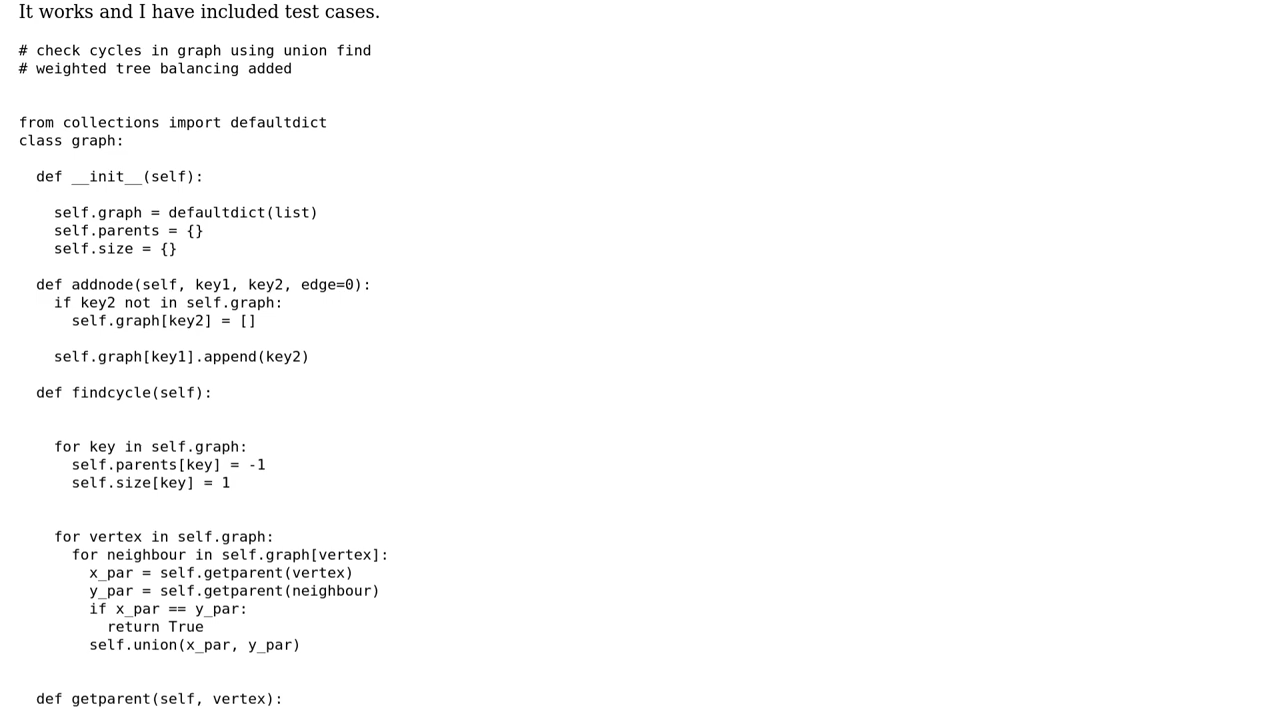 It works and I have included test cases.
# check cycles in graph using union find
# weighted tree balancing added
from collections import defaultdict
class graph:
  def __init__(self):
    self.graph = defaultdict(list)
    self.parents = {}
    self.size = {}
  def addnode(self, key1, key2, edge=0):
    if key2 not in self.graph:
      self.graph[key2] = []
    self.graph[key1].append(key2)
  def findcycle(self):
    for key in self.graph:
      self.parents[key] = -1
      self.size[key] = 1
    for vertex in self.graph:
      for neighbour in self.graph[vertex]:
        x_par = self.getparent(vertex)
        y_par = self.getparent(neighbour)
        if x_par == y_par:
          return True
        self.union(x_par, y_par)
  def getparent(self, vertex):